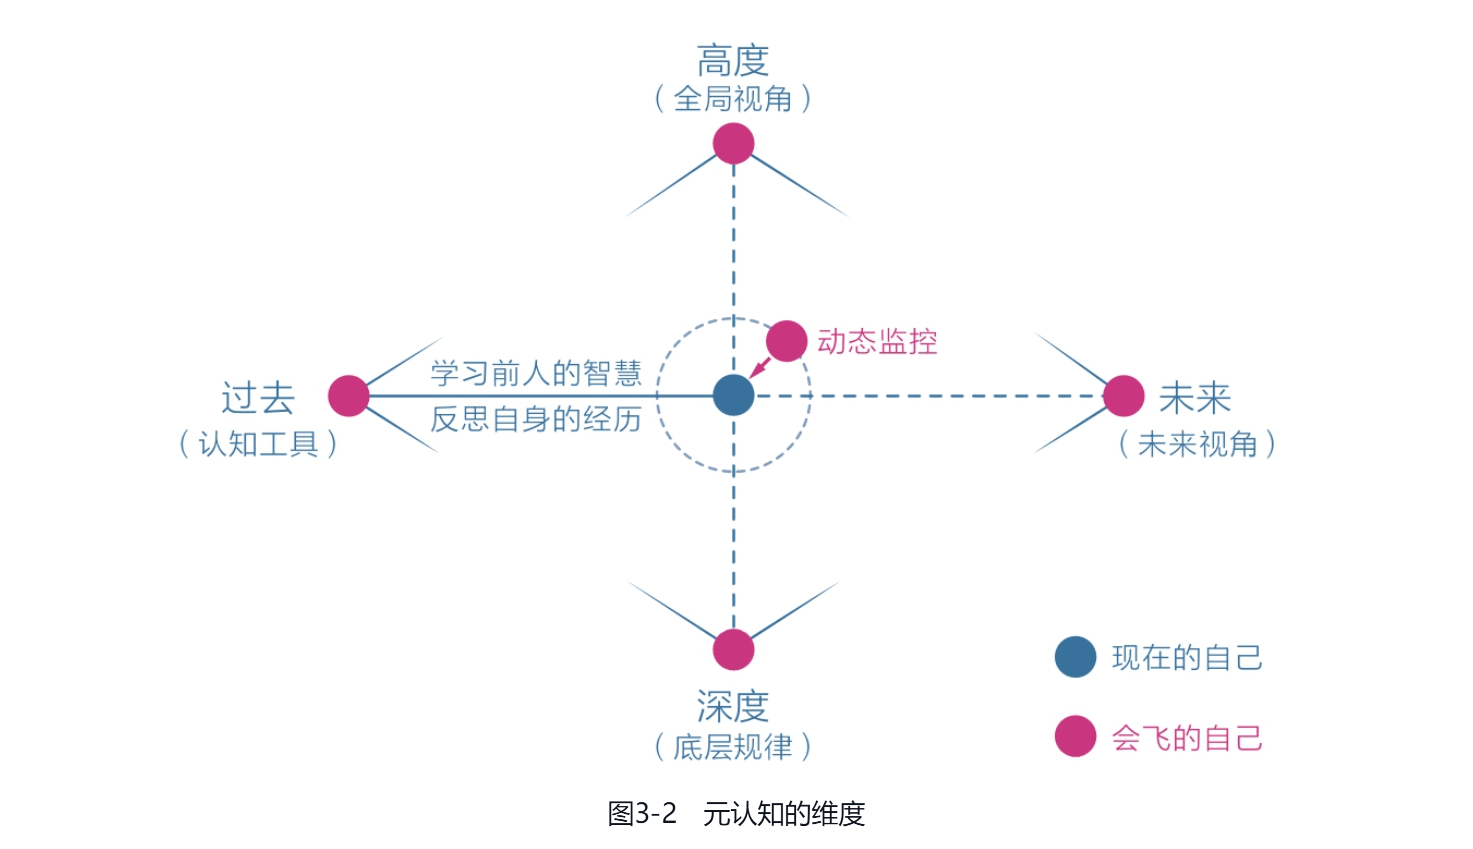 高度
（全局视角）
动态监控
学习前人的智慧
过去
未来
反思自身的经历
（认知工具）
（未来视角）
现在的自己
深度
（底层规律）
会飞的自己
图3-2 元认知的维度